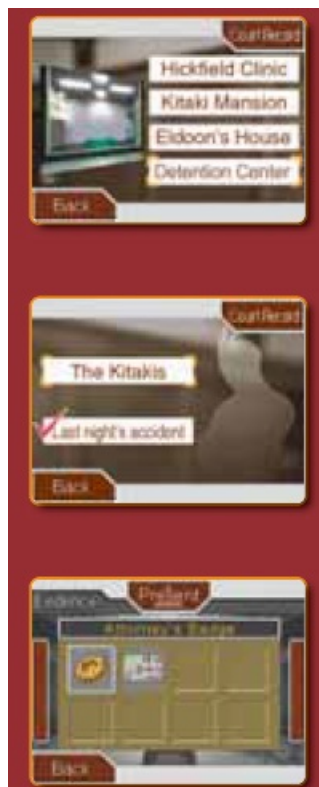 Court Record
Hickfield Clinic
Kitaki Mansion
Eldoon's House
Detention Center
Back
Court Record
The Kitakis
Last night's accident
Back
Evidence
Present
Attorney's Badge
Back